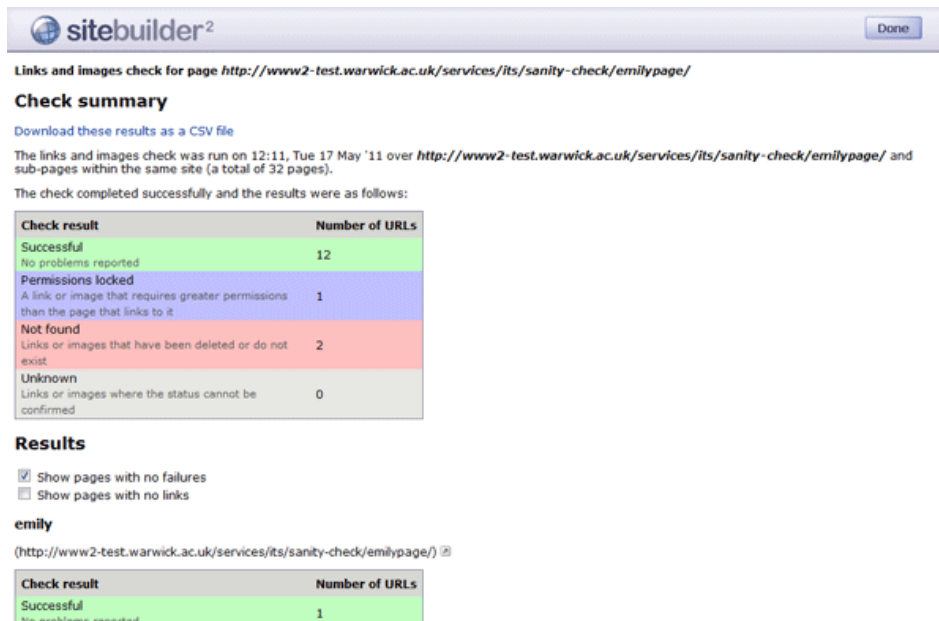 sitebuilder²
Done
Links and images check for page http://www2-test.warwick.ac.uk/services/its/sanity-check/emilypage/
Check summary
Download these results as a CSV file
The links and images check was run on 12:11, Tue 17 May '11 over http://www2-test.warwick.ac.uk/services/its/sanity-check/emilypage/ and
sub-pages within the same site (a total of 32 pages).
The check completed successfully and the results were as follows:
Check result Number of URLs
Successful
No problems reported
12
Permissions locked
A link or image that requires greater permissions
than the page that links to it
1
Not found
Links or images that have been deleted or do not
exist
2
Unknown
Links or images where the status cannot be
confirmed
0
Results
Show pages with no failures
Show pages with no links
emily
(http://www2-test.warwick.ac.uk/services/its/sanity-check/emilypage/)
Check result Number of URLs
Successful
No problems reported
1